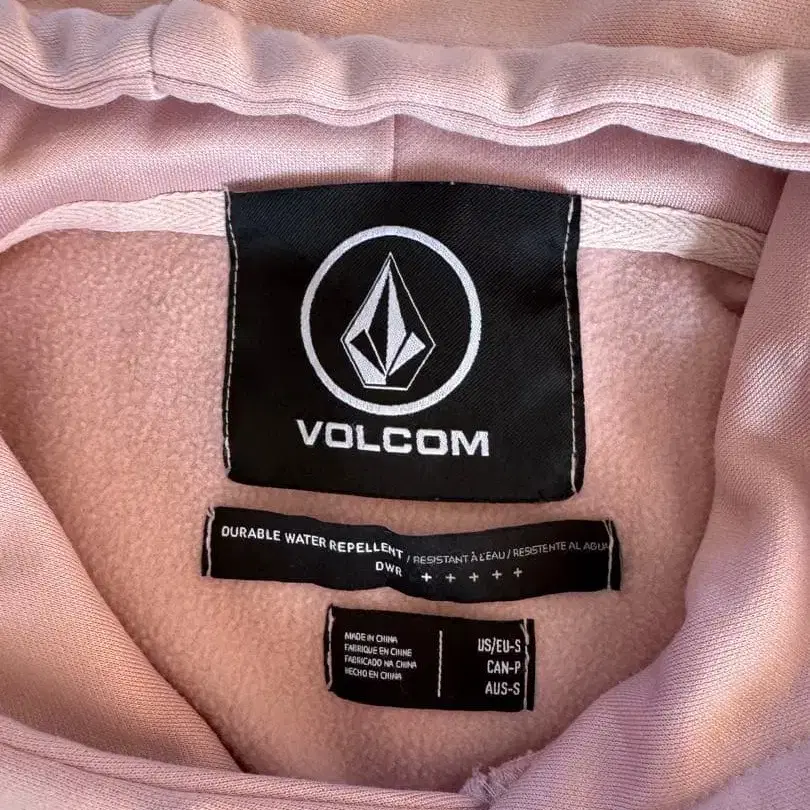 VOLCOM
DURABLE WATER REPELLENT / RESISTANT À L'EAU / RESISTENTE AL AGUA
DWR + + + + +
MADE IN CHINA
FABRIQUE EN CHINE
FABRICADO NA CHINA
HECHO EN CHINA
US/EU-S
CAN-P
AUS-S